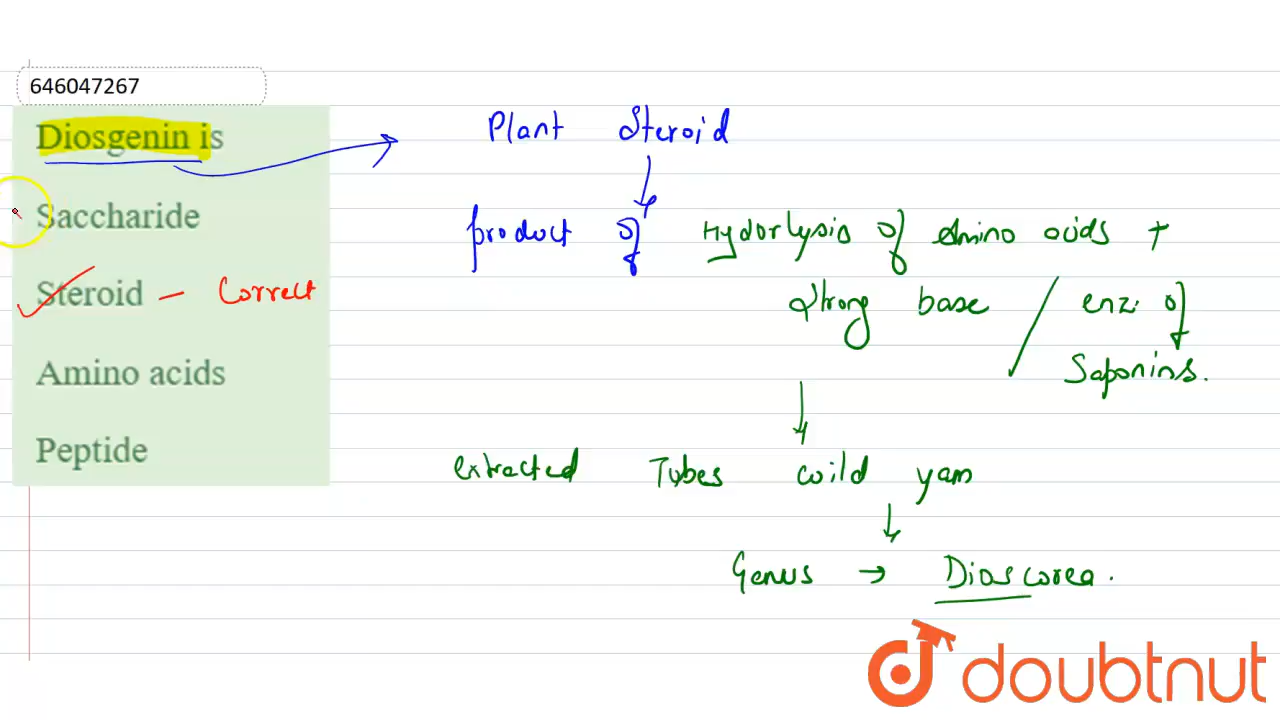 646047267
Diosgenin is
Saccharide
Steroid - Correct
Amino acids
Peptide
Plant Steroid
product of Hydorlysis of Amino acids +
Strong base / enz. of
Saponins.
extracted Tubes wild yam
Genus → Dioscorea.
doubtnut